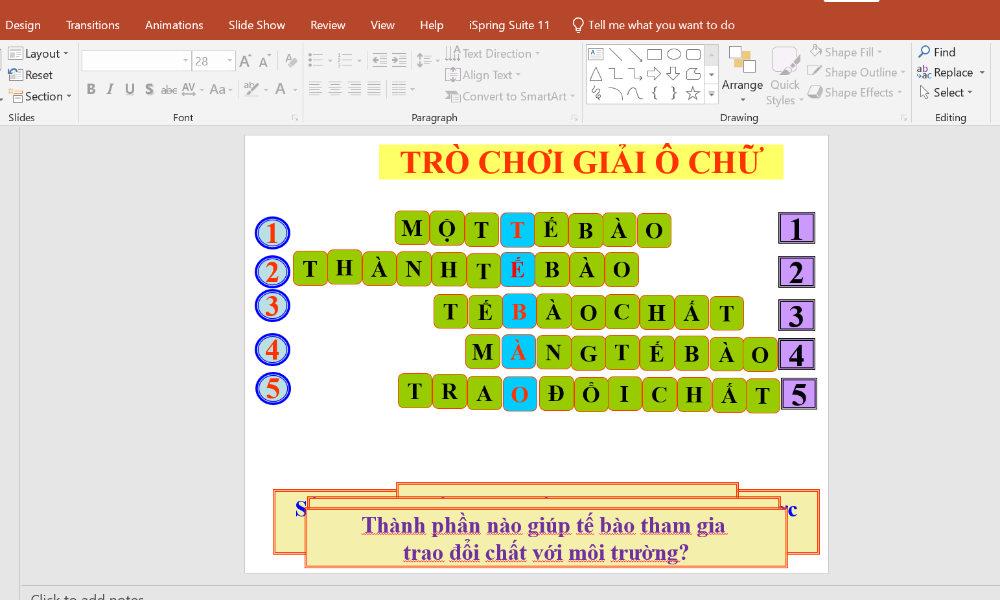 Design Transitions Animations Slide Show Review View Help iSpring Suite 11 Tell me what you want to do
Layout
Reset
Section
Slides
28
A A
B I U S abc AV Aa ab A
Font
Text Direction
Align Text
Convert to SmartArt
Paragraph
Arrange
Quick Styles
Shape Fill
Shape Outline
Shape Effects
Drawing
Find
Replace
Select
Editing
TRÒ CHƠI GIẢI Ô CHỮ
1 M Ộ T T Ế B À O 1
2 T H À N H T Ế B À O 2
3 T Ế B À O C H Ấ T 3
4 M À N G T Ế B À O 4
5 T R A O Đ Ổ I C H Ấ T 5
Thành phần nào giúp tế bào tham gia
trao đổi chất với môi trường?
Click to add notes